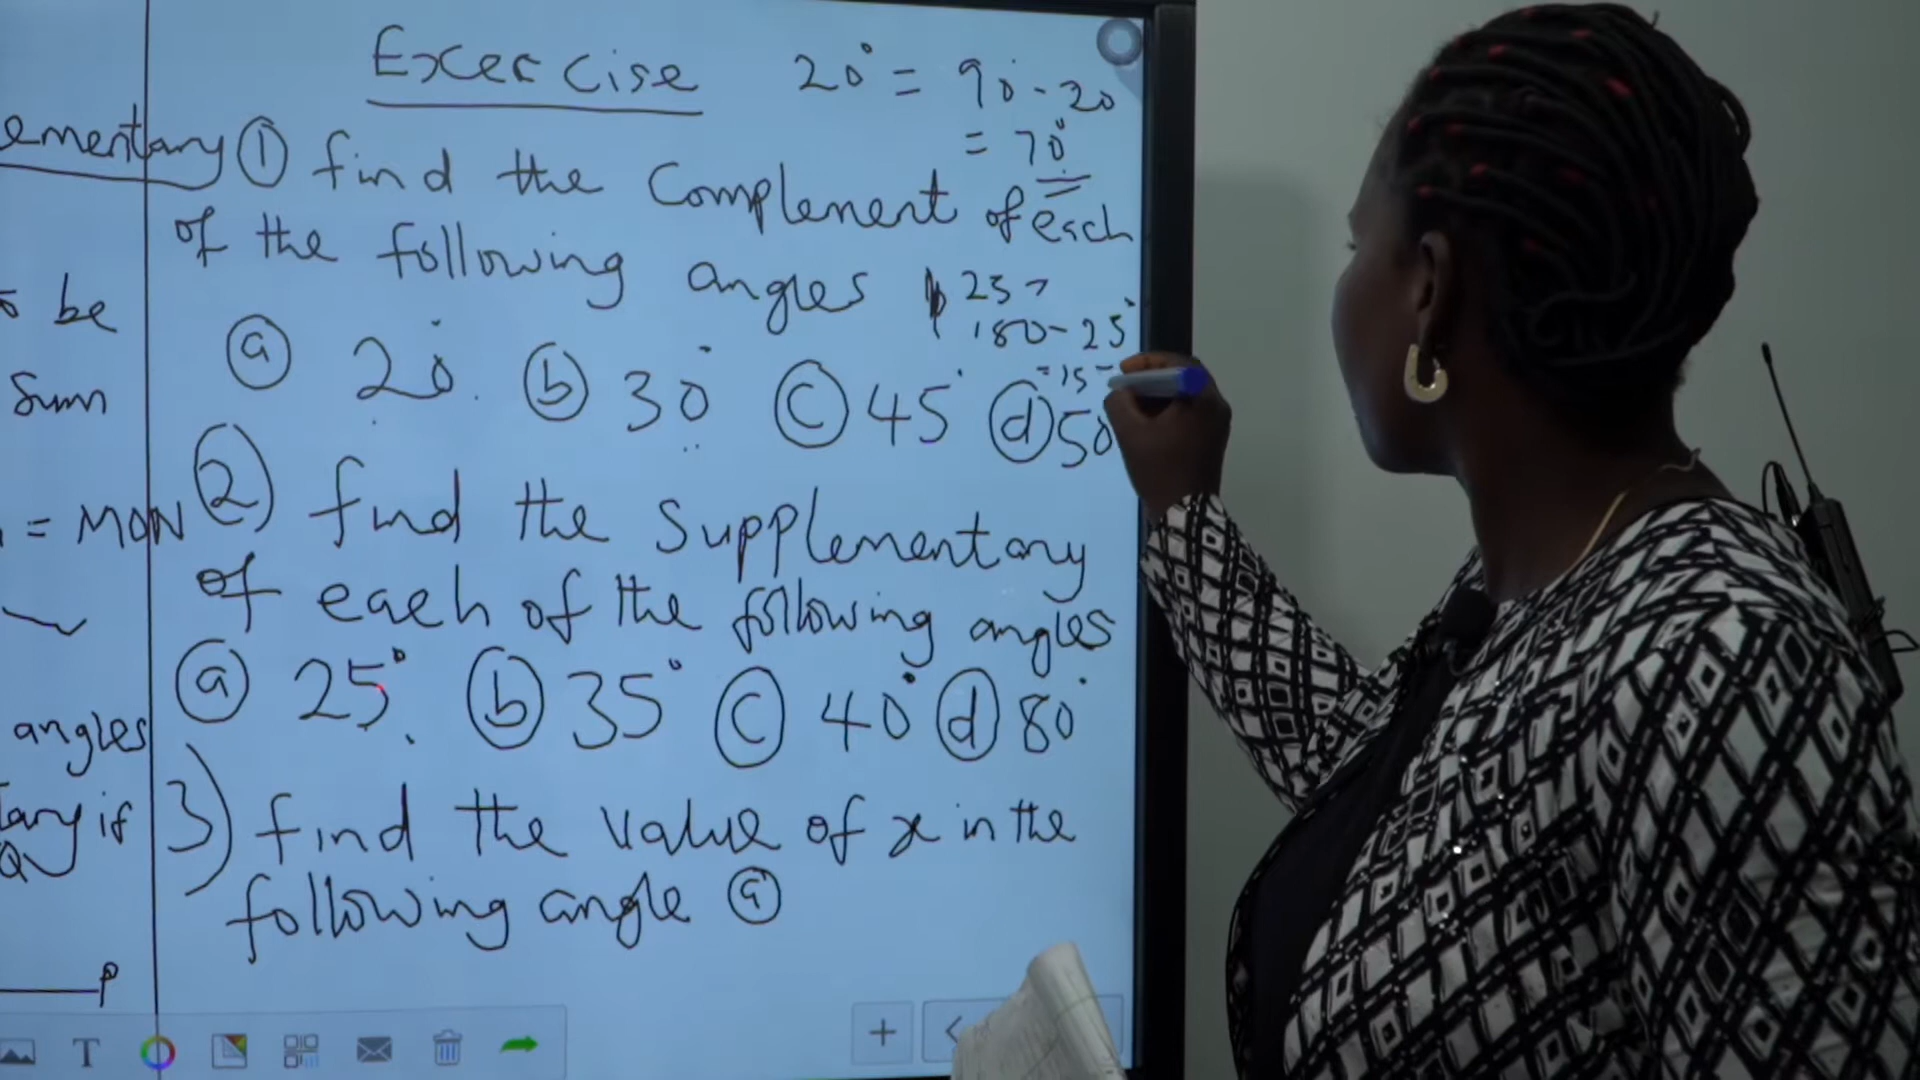 Exercise
20° = 90 - 20
= 70°
ementary
① find the Complement of each
of the following angles
25 →
180 - 25°
= 15
ⓐ 20° ⓑ 30° ⓒ 45° ⓓ 50
② find the Supplementary
of each of the following angles
ⓐ 25° ⓑ 35° ⓒ 40° ⓓ 80°
3) find the value of x in the
following angle ⓐ
be
Sum
= MON
angles
tary if
P
T